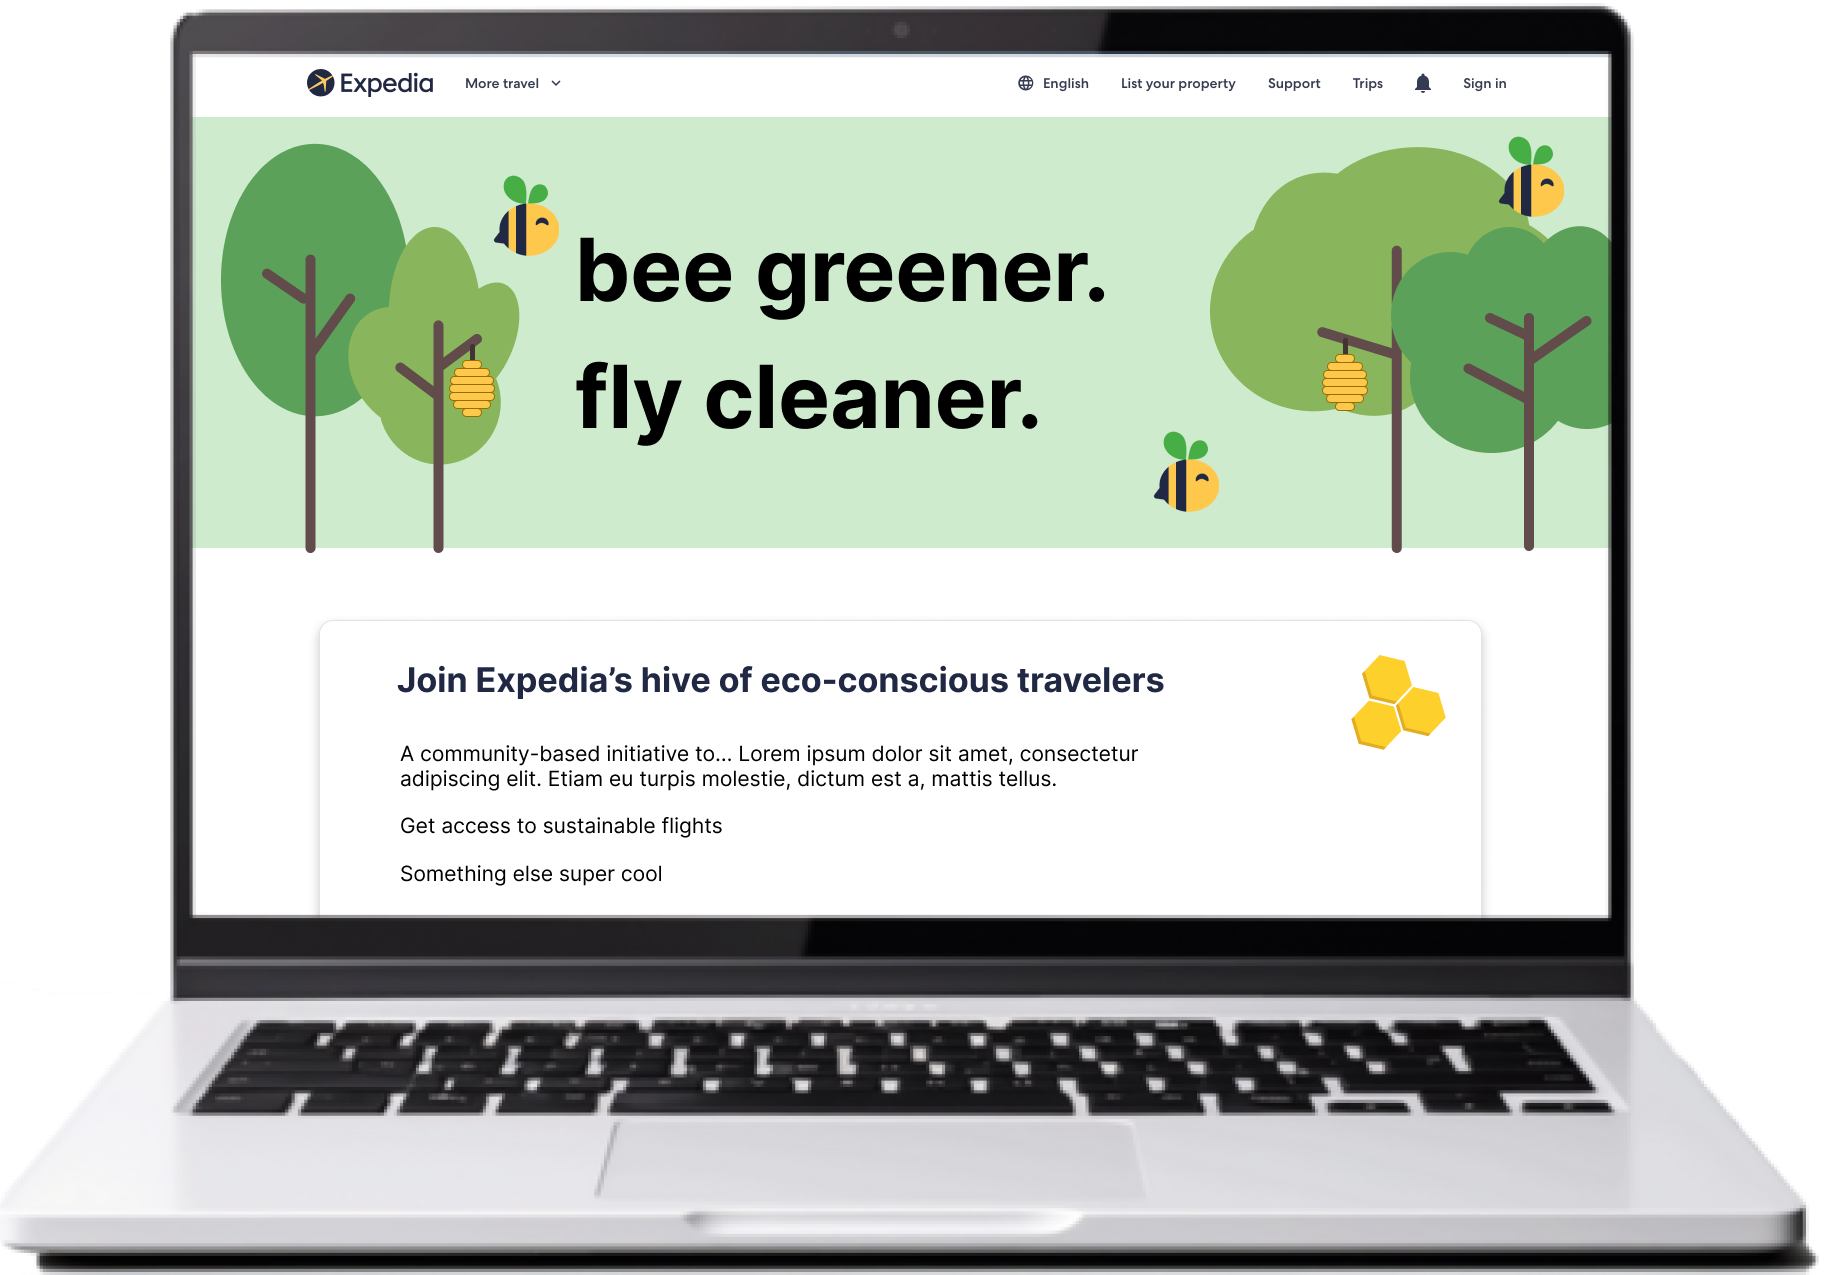 Expedia More travel English List your property Support Trips Sign in
bee greener.
fly cleaner.
Join Expedia’s hive of eco-conscious travelers
A community-based initiative to... Lorem ipsum dolor sit amet, consectetur
adipiscing elit. Etiam eu turpis molestie, dictum est a, mattis tellus.
Get access to sustainable flights
Something else super cool